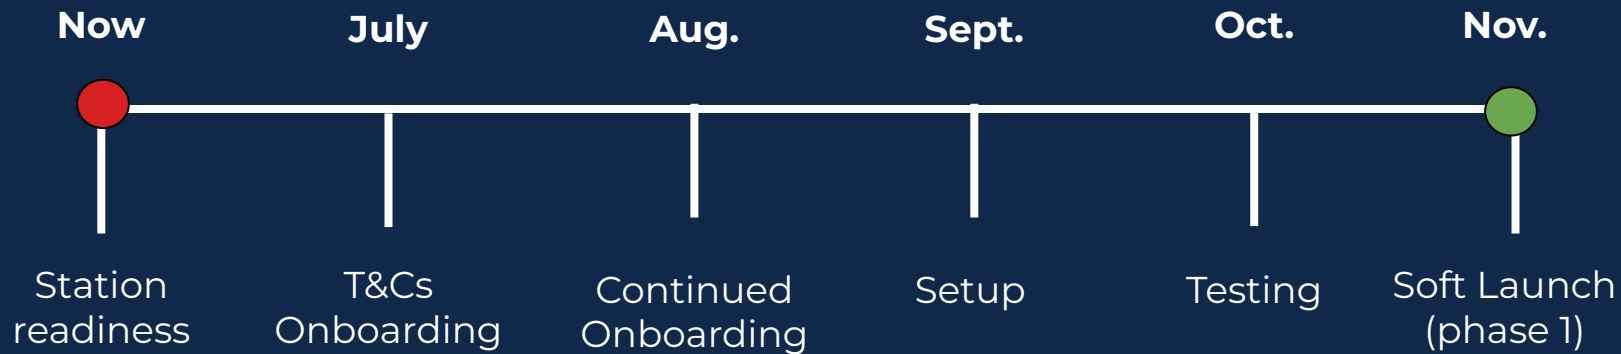 Now
July
Aug.
Sept.
Oct.
Nov.
Station
readiness
T&Cs
Onboarding
Continued
Onboarding
Setup
Testing
Soft Launch
(phase 1)